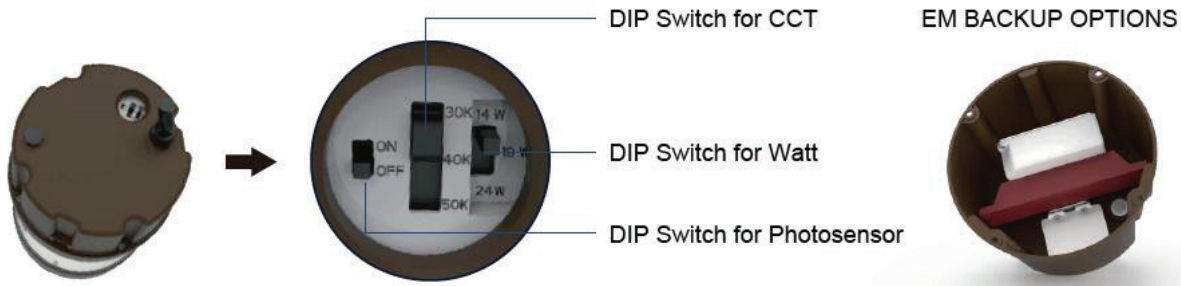 DIP Switch for CCT
EM BACKUP OPTIONS
30K
14-W
ON
40K
19-W
DIP Switch for Watt
OFF
24-W
50K
DIP Switch for Photosensor